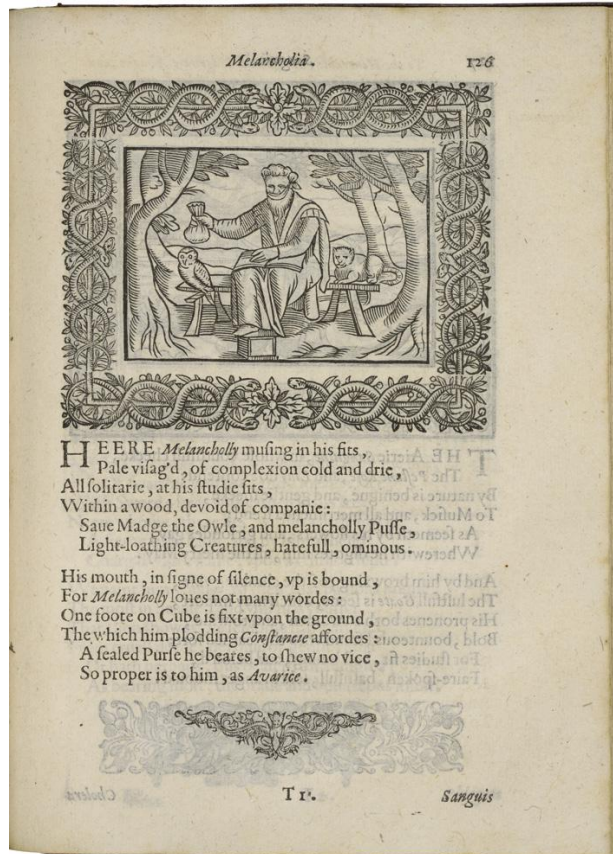 Melancholia. 126
HEERE Melancholly musing in his fits,
Pale visag'd, of complexion cold and drie,
All solitarie, at his studie sits,
Within a wood, devoid of companie:
Saue Madge the Owle, and melancholly Pusse,
Light-loathing Creatures, hatefull, ominous.
His mouth, in signe of silence, vp is bound,
For Melancholly loues not many wordes:
One foote on Cube is fixt vpon the ground,
The which him plodding Constancie affordes:
A sealed Purse he beares, to shew no vice,
So proper is to him, as Avarice.
T 1. Sanguis